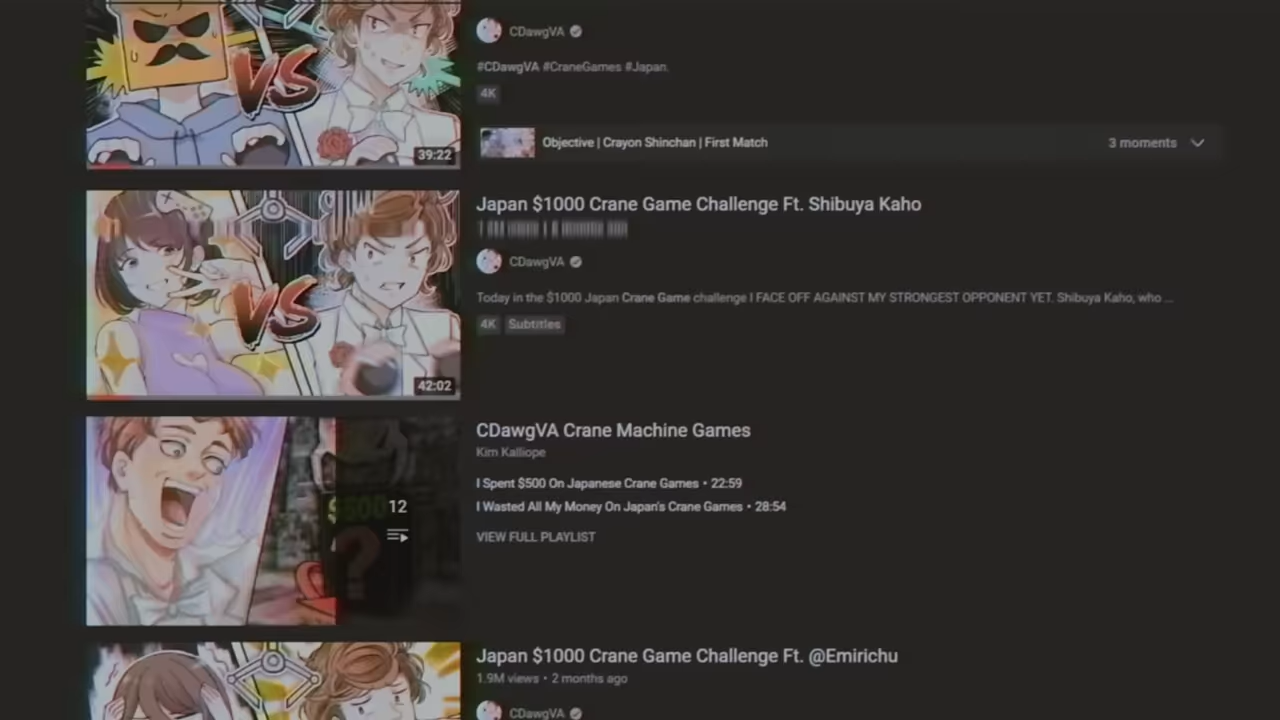 VS
39:22
CDawgVA
#CDawgVA #CraneGames #Japan
4K
Objective | Crayon Shinchan | First Match
3 moments
VS
42:02
Japan $1000 Crane Game Challenge Ft. Shibuya Kaho
CDawgVA
Today in the $1000 Japan Crane Game challenge I FACE OFF AGAINST MY STRONGEST OPPONENT YET. Shibuya Kaho, who ...
4K Subtitles
$500
?
12
CDawgVA Crane Machine Games
Kim Kalliope
I Spent $500 On Japanese Crane Games • 22:59
I Wasted All My Money On Japan's Crane Games • 28:54
VIEW FULL PLAYLIST
Japan $1000 Crane Game Challenge Ft. @Emirichu
1.9M views • 2 months ago
CDawgVA